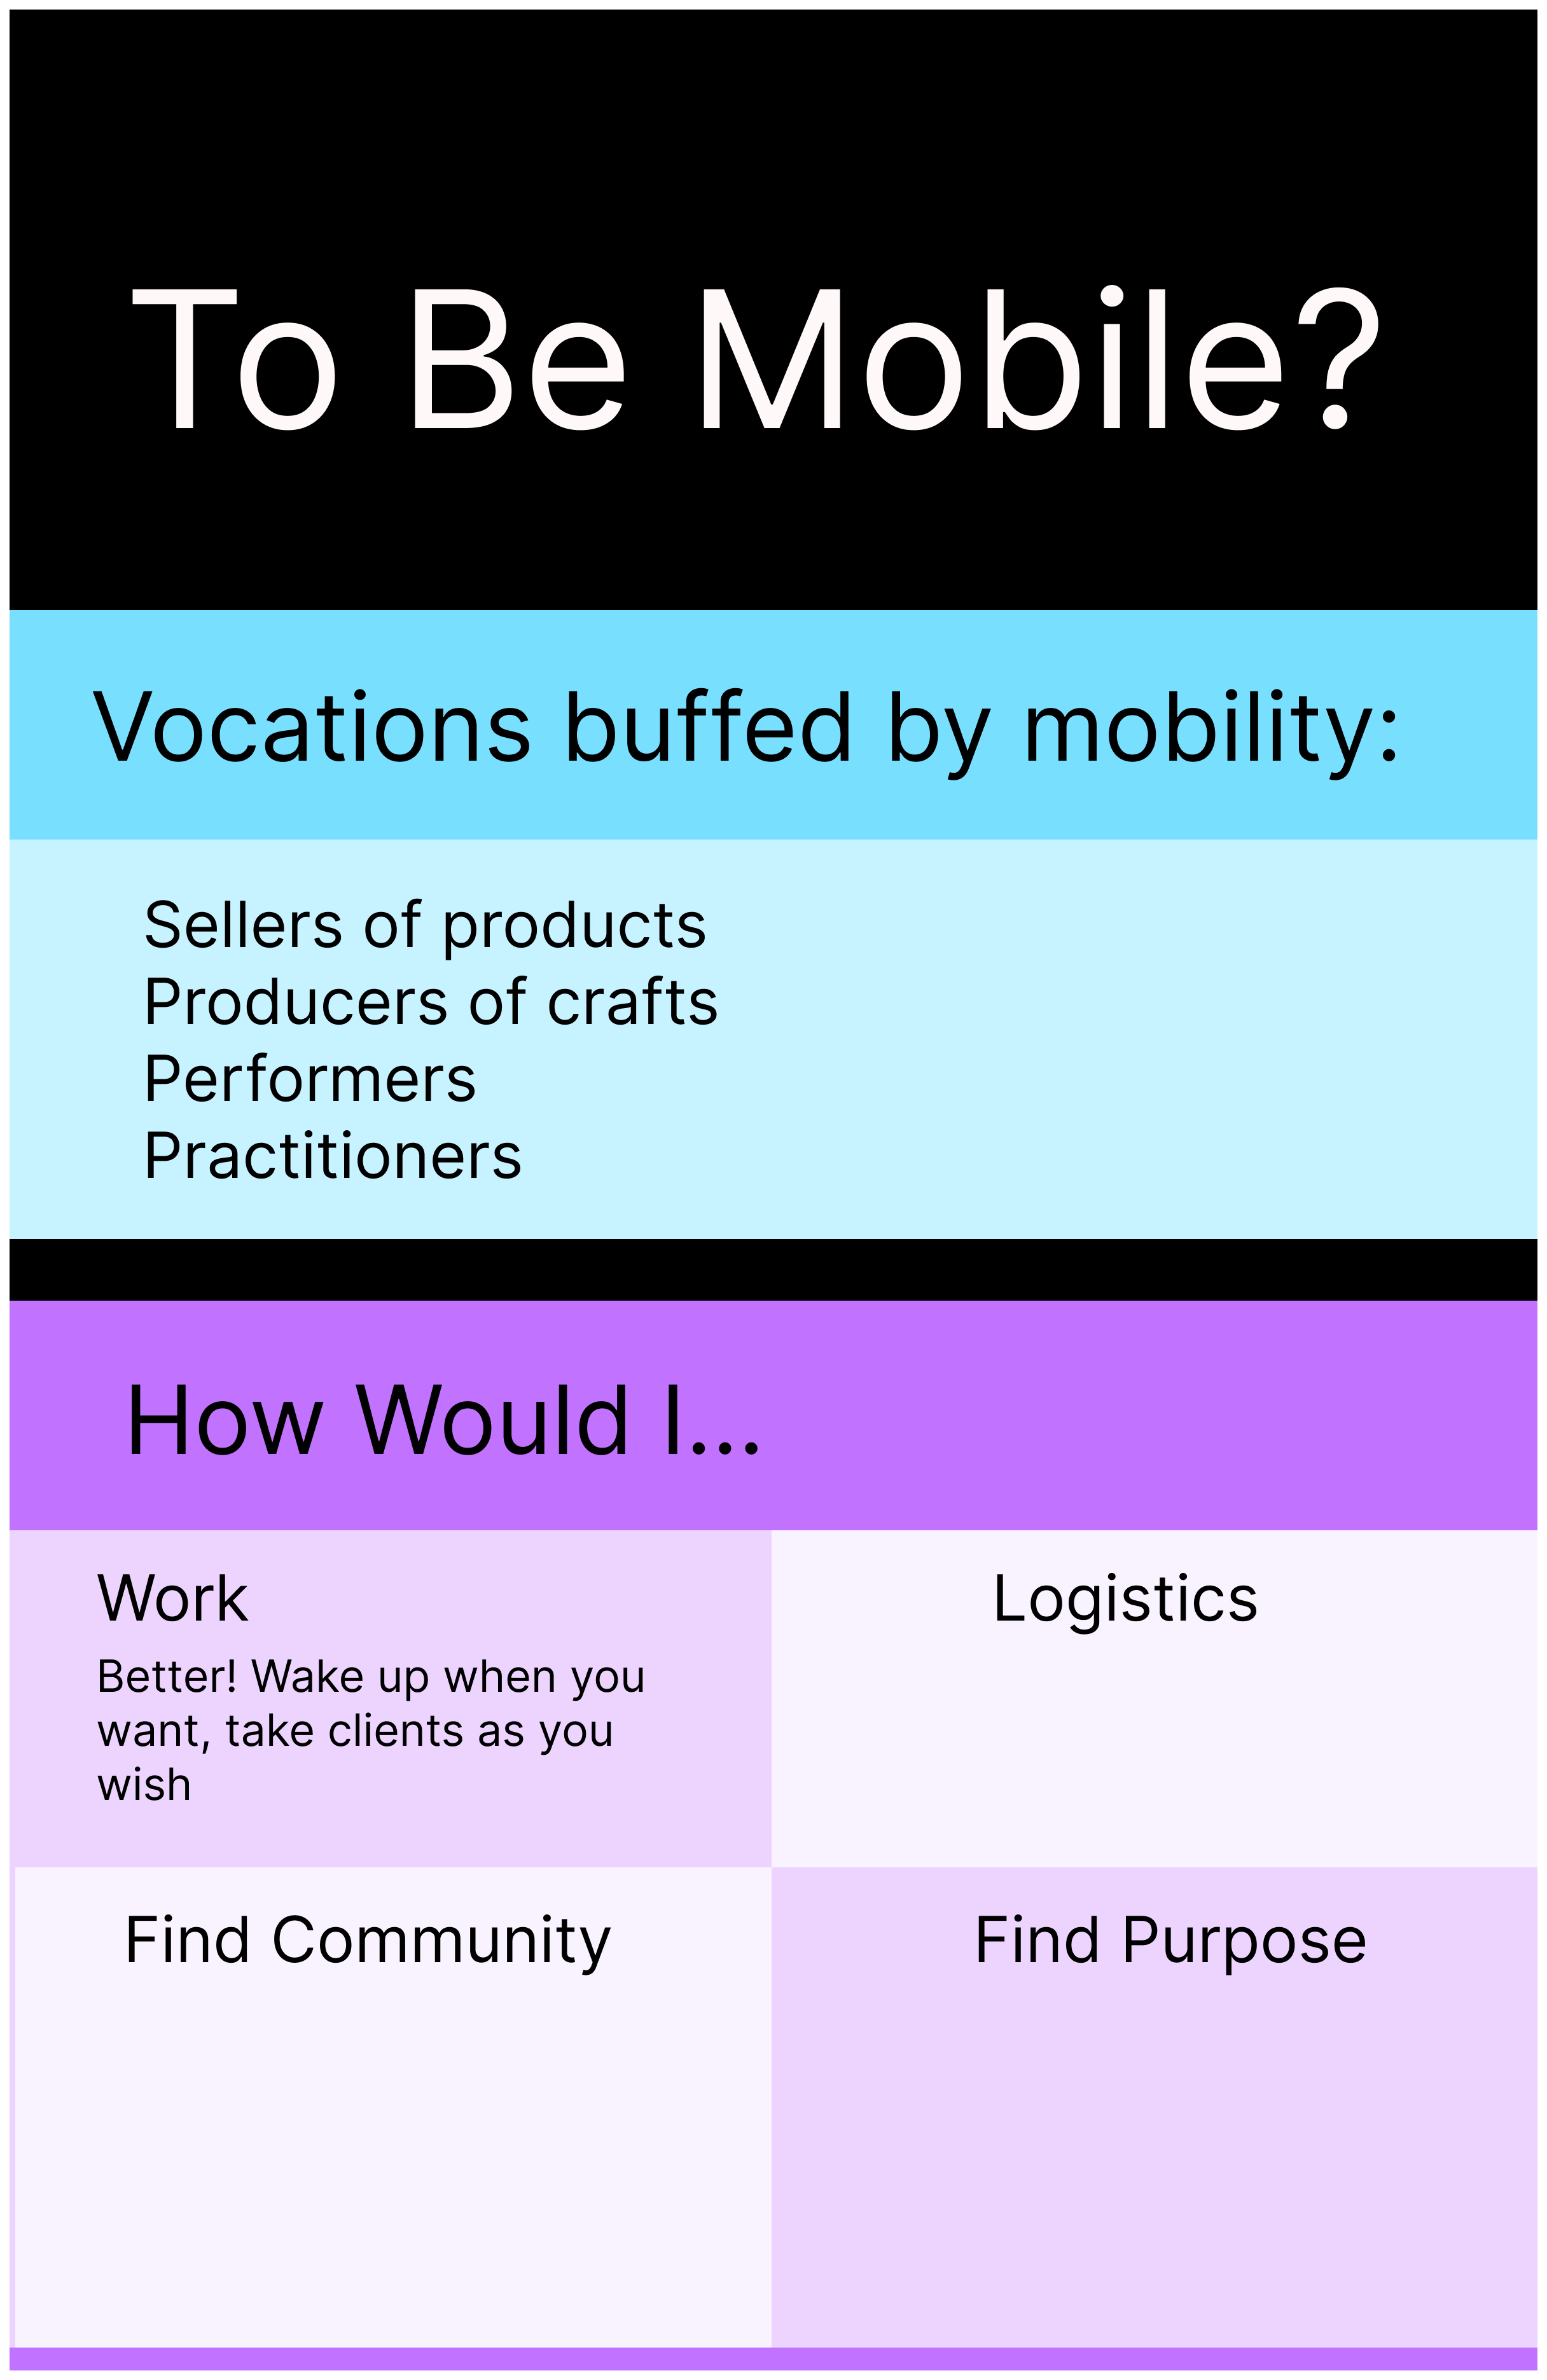 To Be Mobile?
Vocations buffed by mobility:
Sellers of products
Producers of crafts
Performers
Practitioners
How Would I...
Work
Better! Wake up when you
want, take clients as you
wish
Logistics
Find Community
Find Purpose